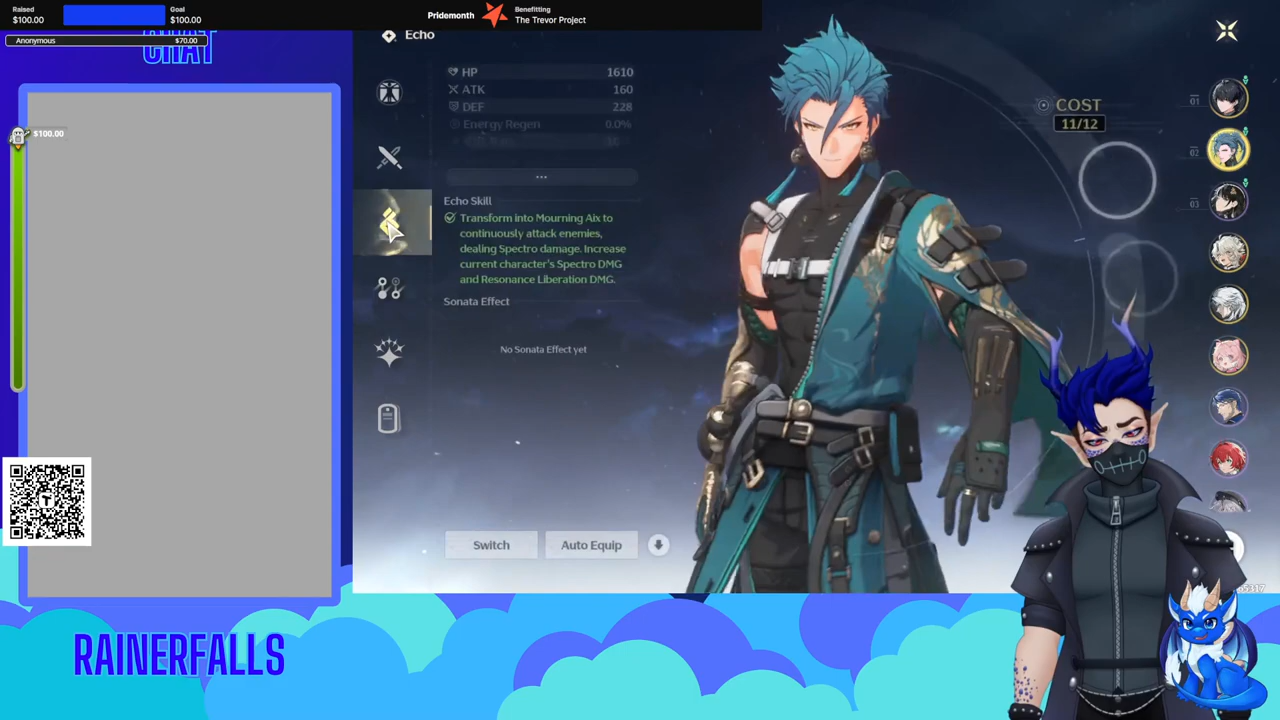 Raised
$100.00
Goal
$100.00
Pridemonth
Benefitting
The Trevor Project
Anonymous
$70.00
CHAT
$100.00
Echo
HP 1610
ATK 160
DEF 228
Energy Regen 0.0%
...
Echo Skill
Transform into Mourning Aix to
continuously attack enemies,
dealing Spectro damage. Increase
current character's Spectro DMG
and Resonance Liberation DMG.
Sonata Effect
No Sonata Effect yet
Switch
Auto Equip
COST
11/12
01
02
03
T
RAINERFALLS